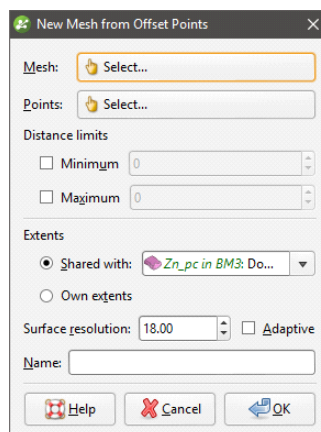 New Mesh from Offset Points
Mesh: Select...
Points: Select...
Distance limits
Minimum 0
Maximum 0
Extents
Shared with: Zn_pc in BM3: Do...
Own extents
Surface resolution: 18.00 Adaptive
Name:
Help Cancel OK